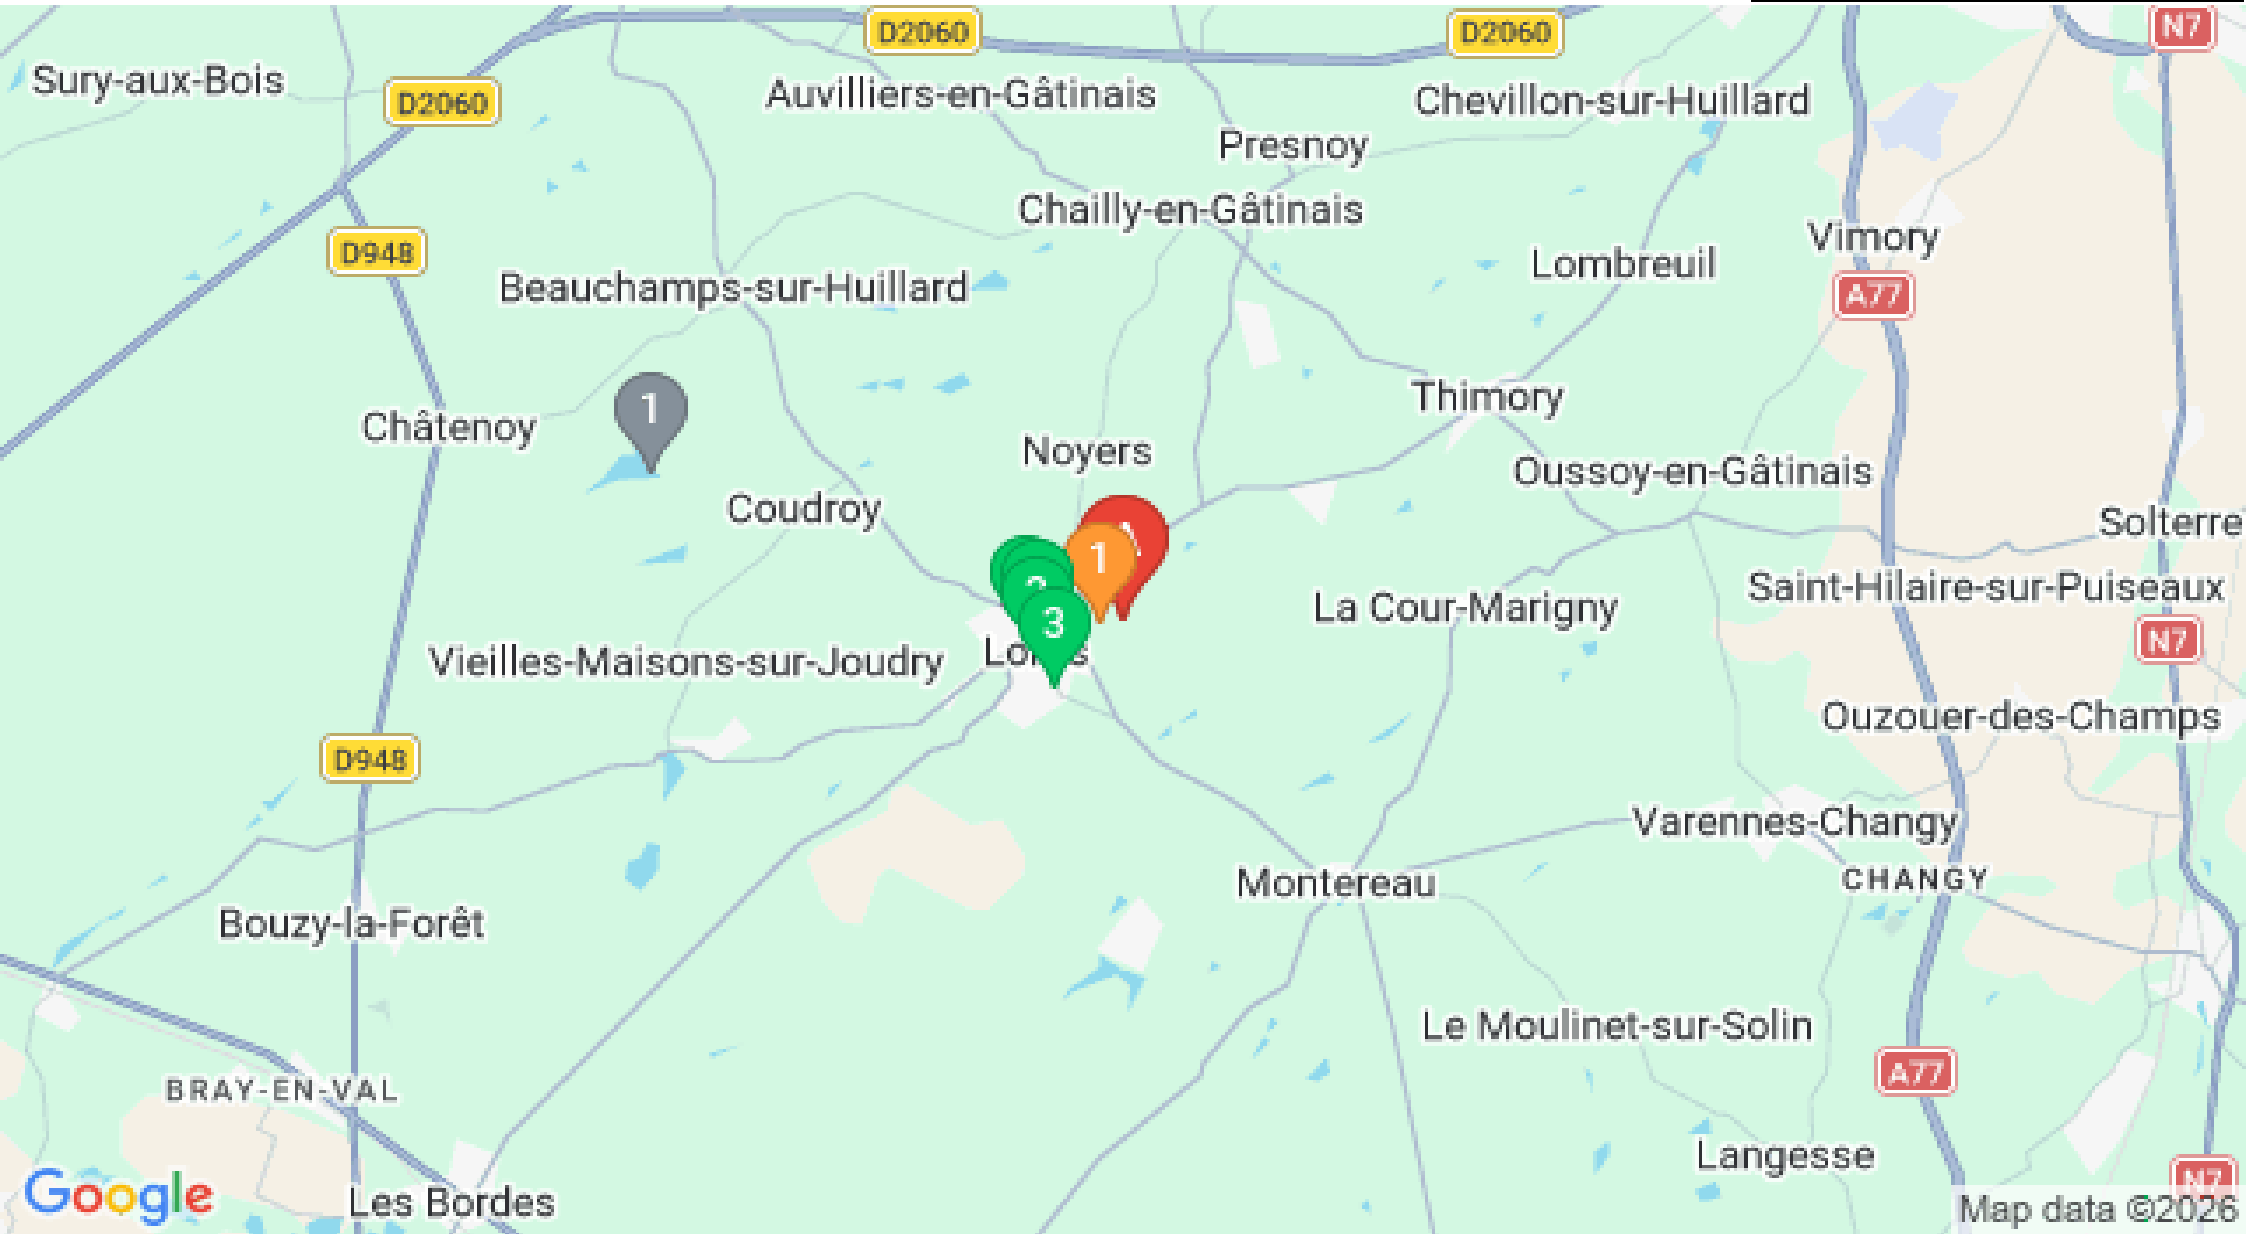 D2060
D2060
N7
Sury-aux-Bois
D2060
Auvilliers-en-Gâtinais
Chevillon-sur-Huillard
Presnoy
Chailly-en-Gâtinais
D948
Vimory
Lombreuil
Beauchamps-sur-Huillard
A77
1
Thimory
Châtenoy
Noyers
Oussoy-en-Gâtinais
Coudroy
Solterre
1
Saint-Hilaire-sur-Puiseaux
La Cour-Marigny
3
N7
Vieilles-Maisons-sur-Joudry
Ouzouer-des-Champs
D948
Varennes-Changy
Montereau
CHANGY
Bouzy-la-Forêt
Le Moulinet-sur-Solin
A77
BRAY-EN-VAL
Langesse
N7
Google
Les Bordes
Map data ©2026